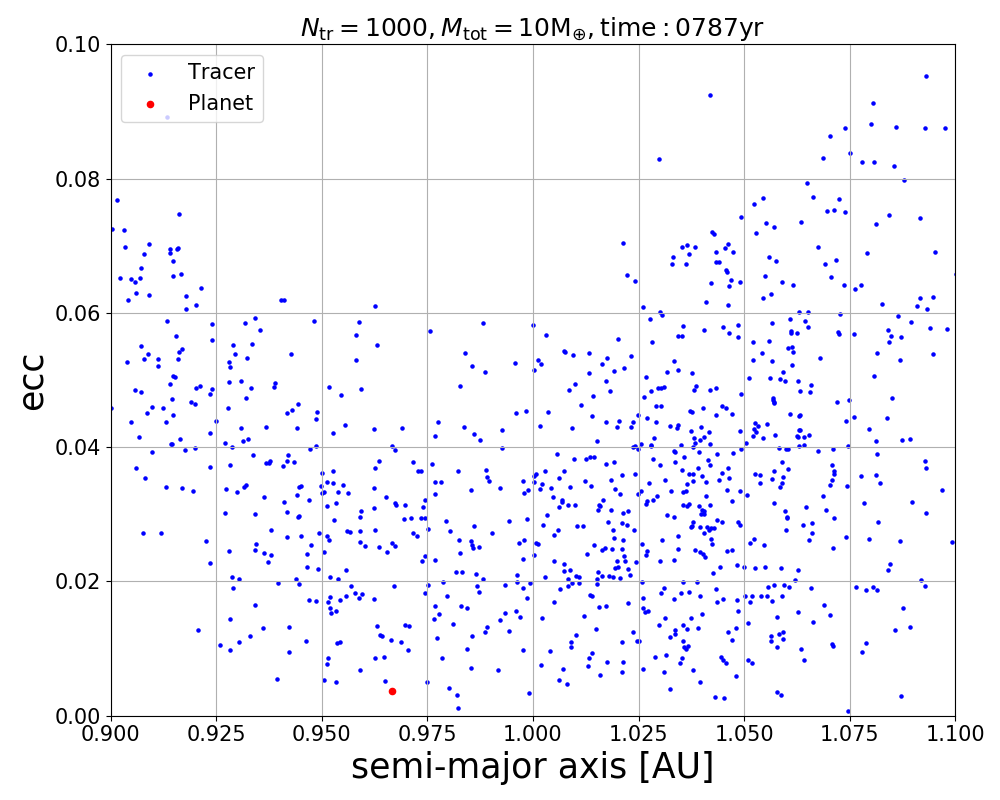 N_tr = 1000, M_tot = 10M_⊕, time : 0787yr
Tracer
Planet
ecc
0.10
0.08
0.06
0.04
0.02
0.00
0.900 0.925 0.950 0.975 1.000 1.025 1.050 1.075 1.100
semi-major axis [AU]